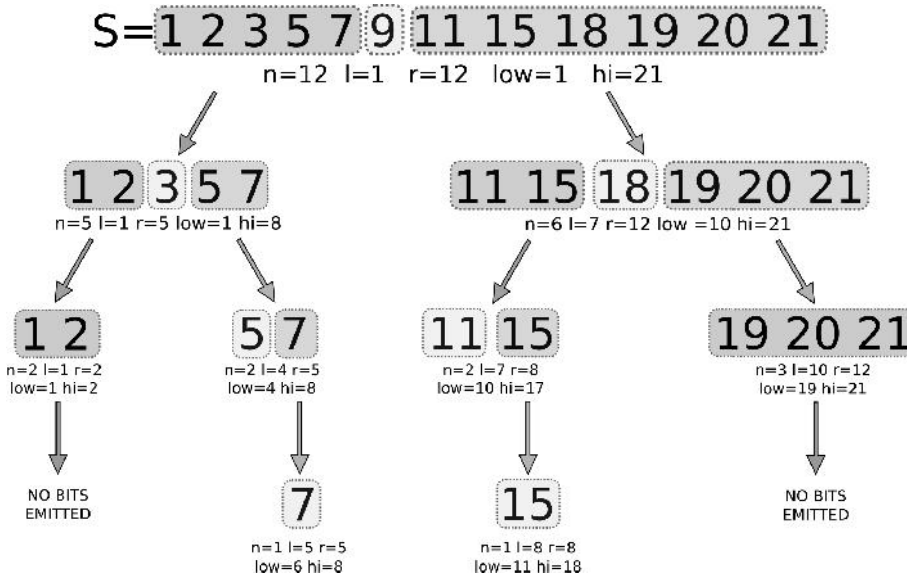 S=1 2 3 5 7 9 11 15 18 19 20 21
n=12 l=1 r=12 low=1 hi=21
1 2 3 5 7 11 15 18 19 20 21
n=5 l=1 r=5 low=1 hi=8 n=6 l=7 r=12 low =10 hi=21
1 2 5 7 11 15 19 20 21
n=2 l=1 r=2 n=2 l=4 r=5 n=2 l=7 r=8 n=3 l=10 r=12
low=1 hi=2 low=4 hi=8 low=10 hi=17 low=19 hi=21
NO BITS 7 15 NO BITS
EMITTED EMITTED
n=1 l=5 r=5 n=1 l=8 r=8
low=6 hi=8 low=11 hi=18